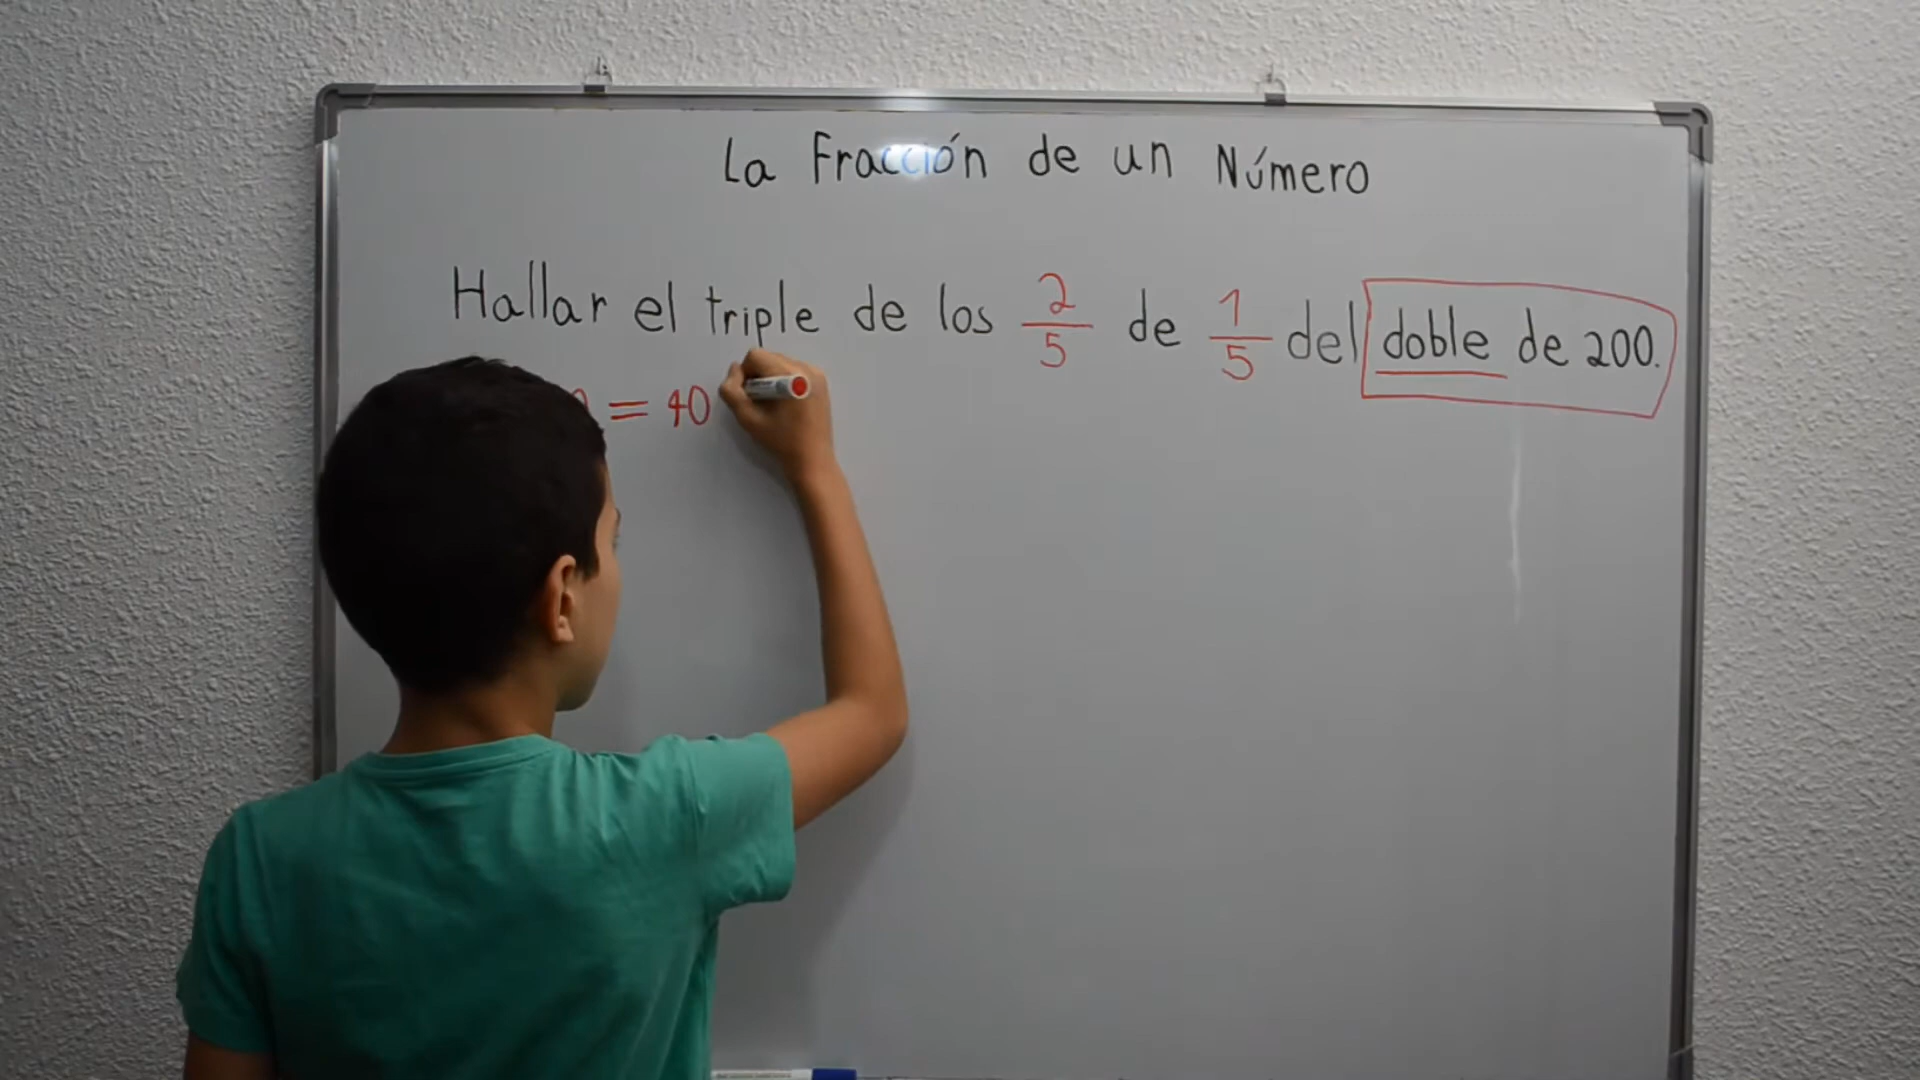 La Fracción de un Número
Hallar el triple de los 2/5 de 1/5 del doble de 200.
= 40